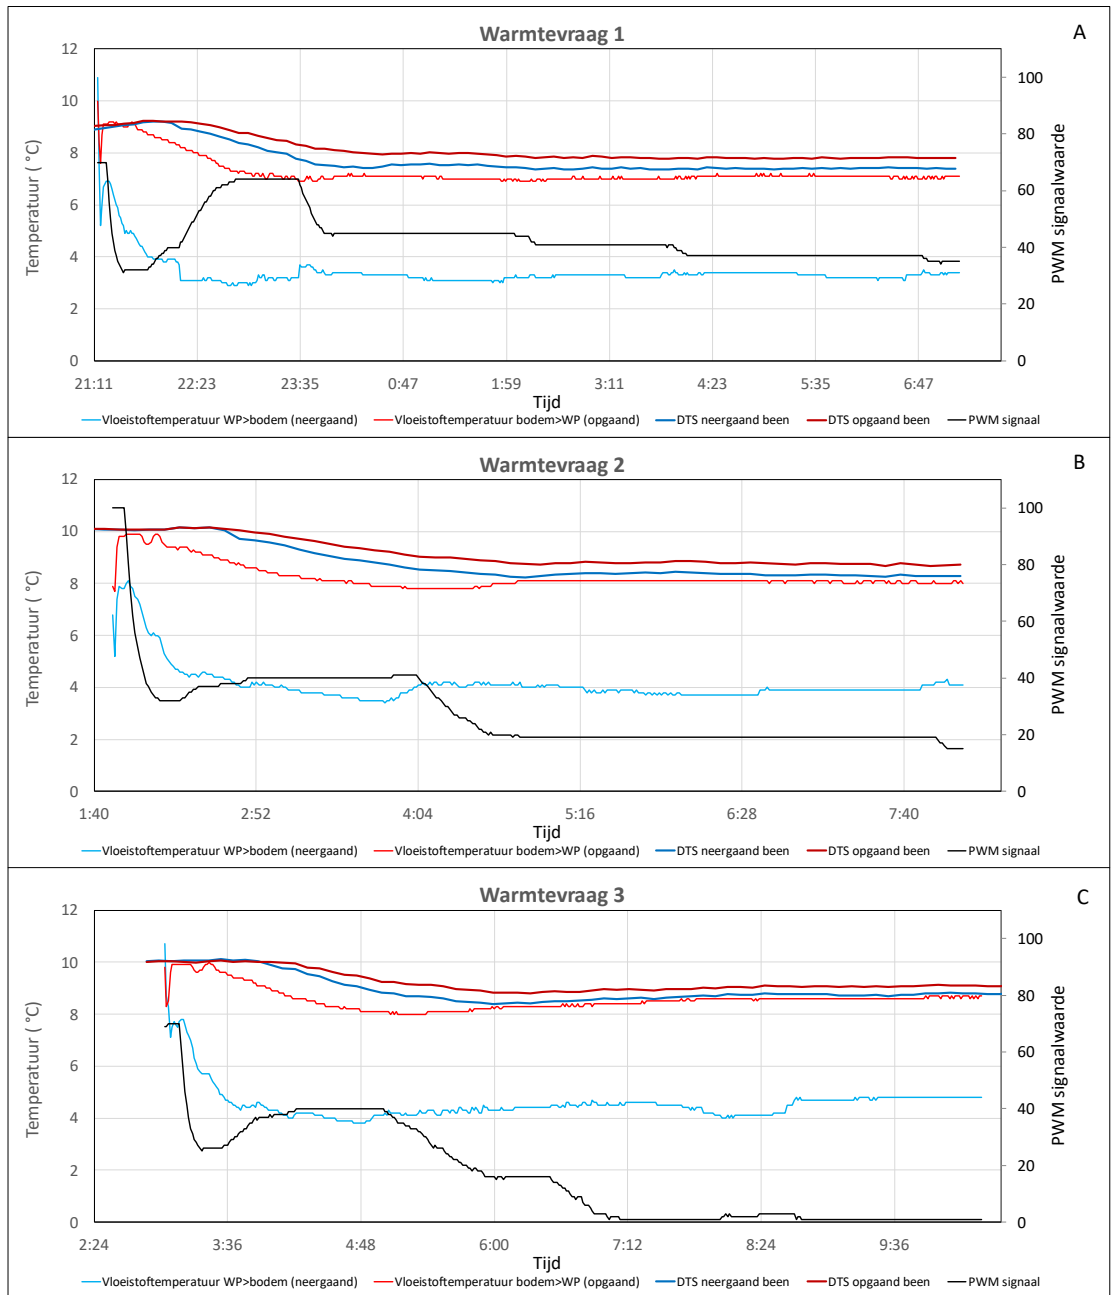 Warmtevraag 1
A
12
10
8
6
4
2
0
Temperatuur ( °C)
100
80
60
40
20
0
PWM signaalwaarde
21:11 22:23 23:35 0:47 1:59 3:11 4:23 5:35 6:47
Tijd
Vloeistoftemperatuur WP>bodem (neergaand) Vloeistoftemperatuur bodem>WP (opgaand) DTS neergaand been DTS opgaand been PWM signaal
Warmtevraag 2
B
12
10
8
6
4
2
0
Temperatuur ( °C)
100
80
60
40
20
0
PWM signaalwaarde
1:40 2:52 4:04 5:16 6:28 7:40
Tijd
Vloeistoftemperatuur WP>bodem (neergaand) Vloeistoftemperatuur bodem>WP (opgaand) DTS neergaand been DTS opgaand been PWM signaal
Warmtevraag 3
C
12
10
8
6
4
2
0
Temperatuur ( °C)
100
80
60
40
20
0
PWM signaalwaarde
2:24 3:36 4:48 6:00 7:12 8:24 9:36
Tijd
Vloeistoftemperatuur WP>bodem (neergaand) Vloeistoftemperatuur bodem>WP (opgaand) DTS neergaand been DTS opgaand been PWM signaal